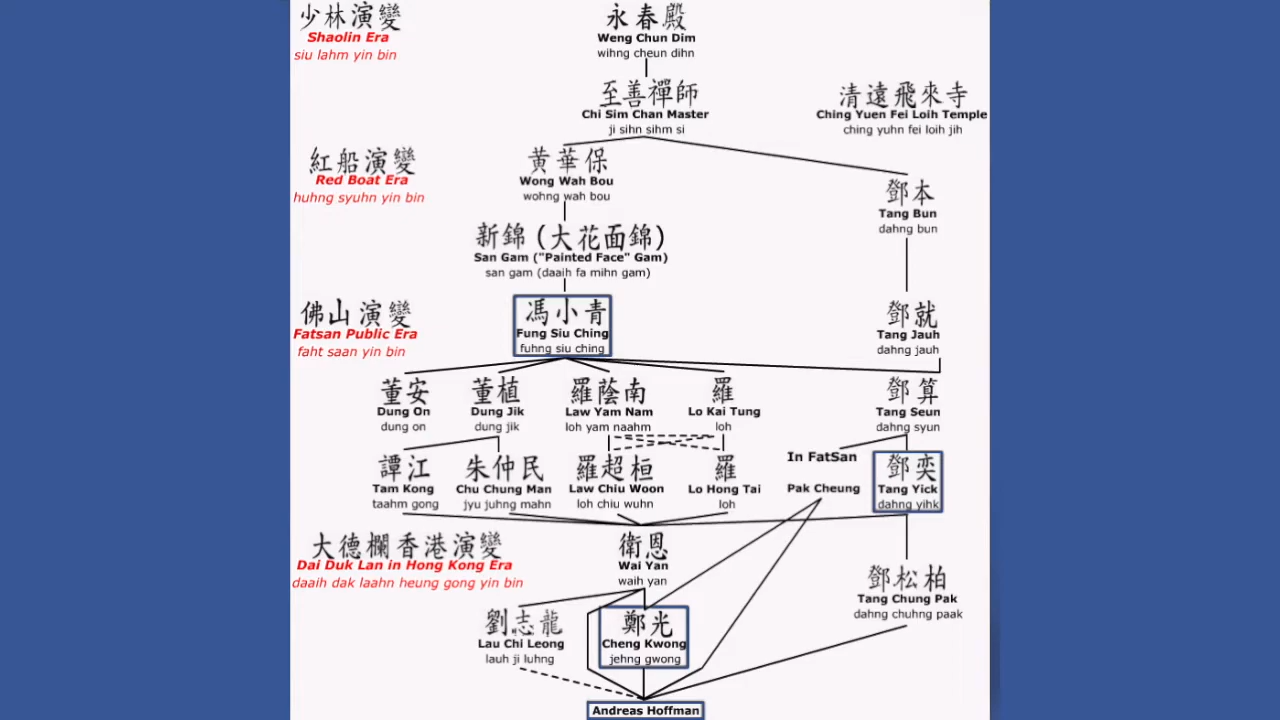 少林演變
Shaolin Era
siu lahm yin bin
永春殿
Weng Chun Dim
wihng cheun dihn
至善禪師
Chi Sim Chan Master
ji sihn sihm si
清遠飛來寺
Ching Yuen Fei Loih Temple
ching yuhn fei loih jih
紅船演變
Red Boat Era
huhng syuhn yin bin
黄華保
Wong Wah Bou
wohng wah bou
鄧本
Tang Bun
dahng bun
新錦(大花面錦)
San Gam ("Painted Face" Gam)
san gam (daaih fa mihn gam)
佛山演變
Fatsan Public Era
faht saan yin bin
馮小青
Fung Siu Ching
fuhng siu ching
鄧就
Tang Jauh
dahng jauh
董安
Dung On
dung on
董植
Dung Jik
dung jik
羅蔭南
Law Yam Nam
loh yam naahm
羅
Lo Kai Tung
loh
鄧算
Tang Seun
dahng syun
譚江
Tam Kong
taahm gong
朱仲民
Chu Chung Man
jyu juhng mahn
羅超桓
Law Chiu Woon
loh chiu wuhn
羅
Lo Hong Tai
loh
In FatSan
Pak Cheung
鄧奕
Tang Yick
dahng yihk
大德欄香港演變
Dai Duk Lan in Hong Kong Era
daaih dak laahn heung gong yin bin
衛恩
Wai Yan
waih yan
鄧松柏
Tang Chung Pak
dahng chuhng paak
劉志龍
Lau Chi Leong
lauh ji luhng
鄭光
Cheng Kwong
jehng gwong
Andreas Hoffman